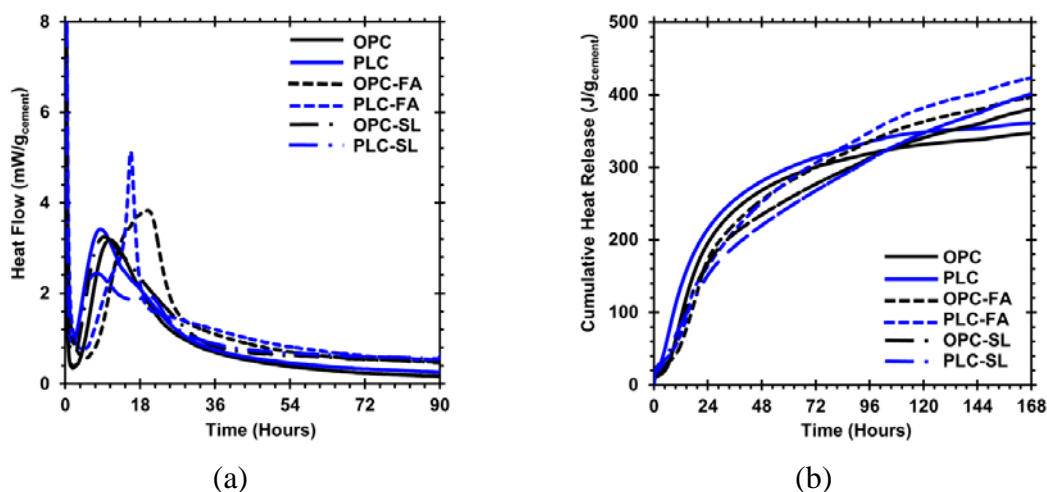 8
6
4
2
0
Heat Flow (mW/gcement)
OPC
PLC
OPC-FA
PLC-FA
OPC-SL
PLC-SL
0 18 36 54 72 90
Time (Hours)
(a)
500
400
300
200
100
0
Cumulative Heat Release (J/gcement)
OPC
PLC
OPC-FA
PLC-FA
OPC-SL
PLC-SL
0 24 48 72 96 120 144 168
Time (Hours)
(b)